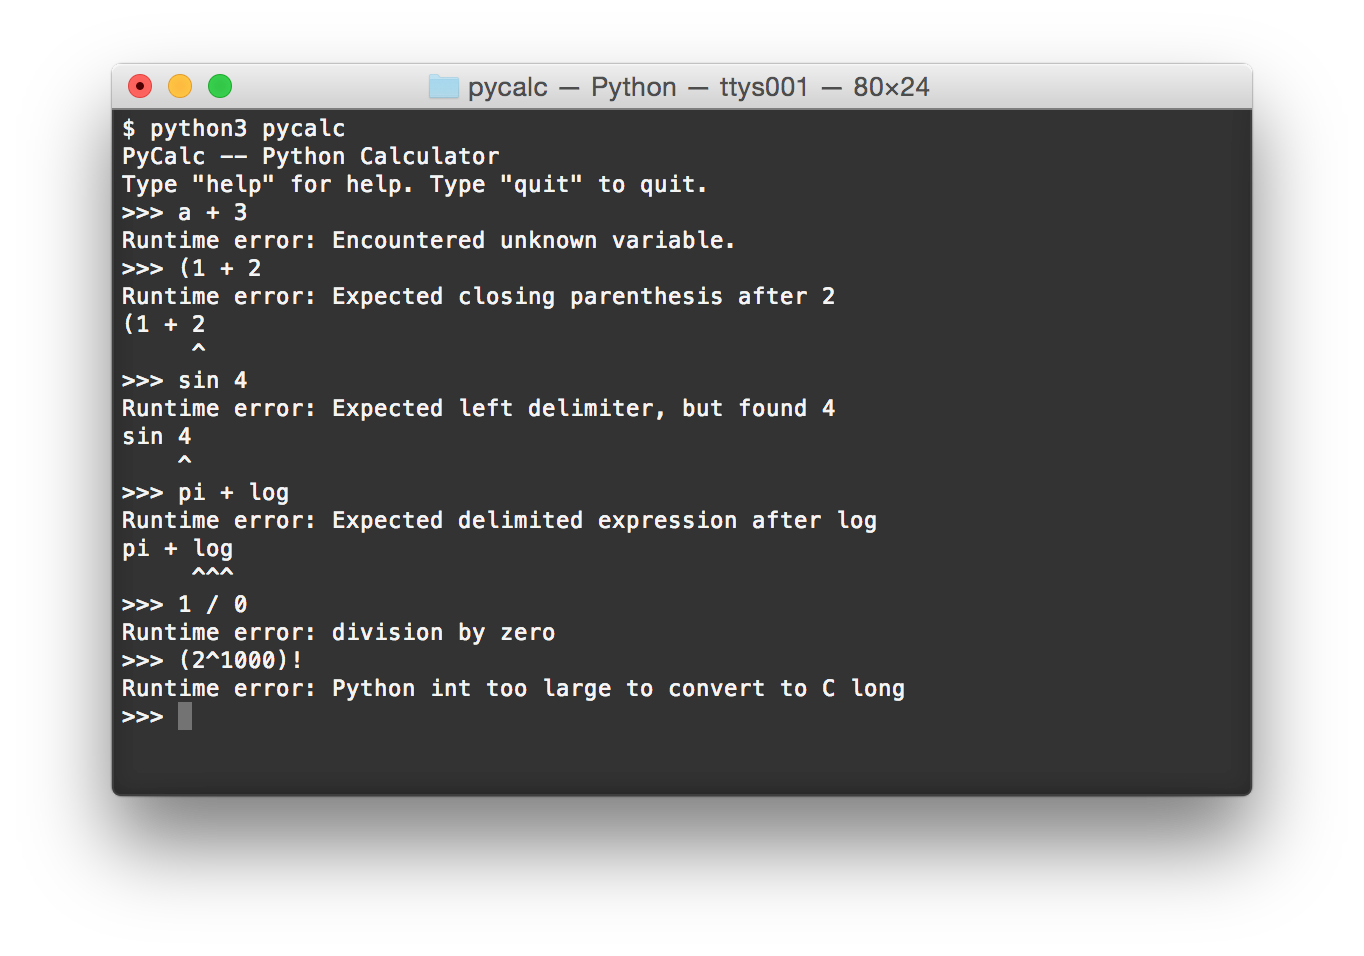 pycalc — Python — ttys001 — 80×24
$ python3 pycalc
PyCalc -- Python Calculator
Type "help" for help. Type "quit" to quit.
>>> a + 3
Runtime error: Encountered unknown variable.
>>> (1 + 2
Runtime error: Expected closing parenthesis after 2
(1 + 2
     ^
>>> sin 4
Runtime error: Expected left delimiter, but found 4
sin 4
    ^
>>> pi + log
Runtime error: Expected delimited expression after log
pi + log
     ^^^
>>> 1 / 0
Runtime error: division by zero
>>> (2^1000)!
Runtime error: Python int too large to convert to C long
>>>